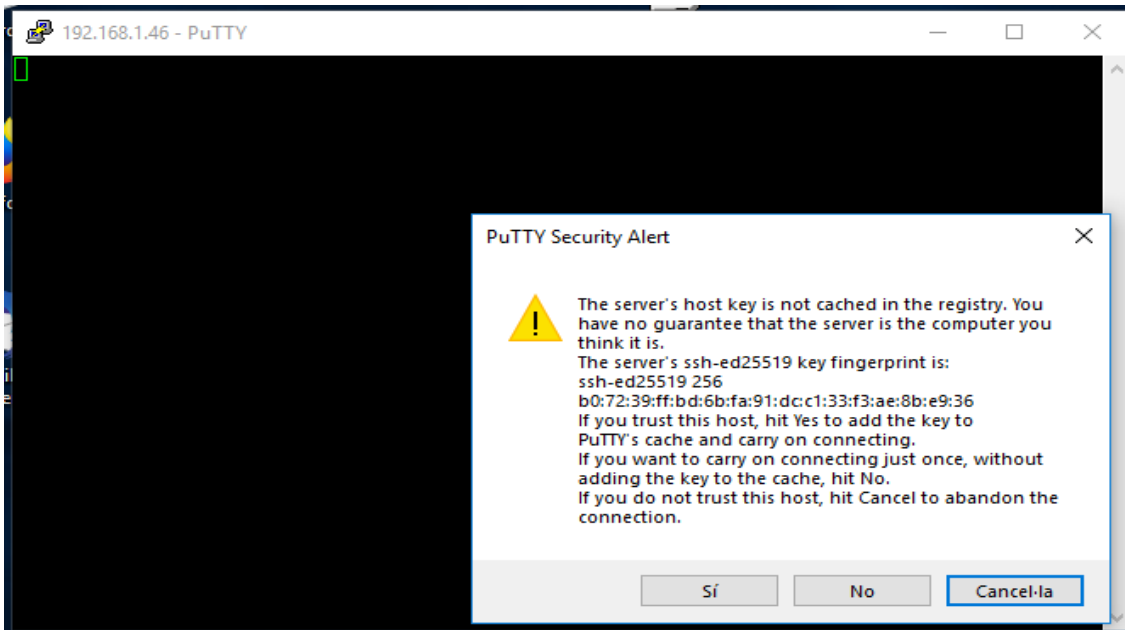 192.168.1.46 - PuTTY
PuTTY Security Alert
The server's host key is not cached in the registry. You
have no guarantee that the server is the computer you
think it is.
The server's ssh-ed25519 key fingerprint is:
ssh-ed25519 256
b0:72:39:ff:bd:6b:fa:91:dc:c1:33:f3:ae:8b:e9:36
If you trust this host, hit Yes to add the key to
PuTTY's cache and carry on connecting.
If you want to carry on connecting just once, without
adding the key to the cache, hit No.
If you do not trust this host, hit Cancel to abandon the
connection.
Sí No Cancel·la